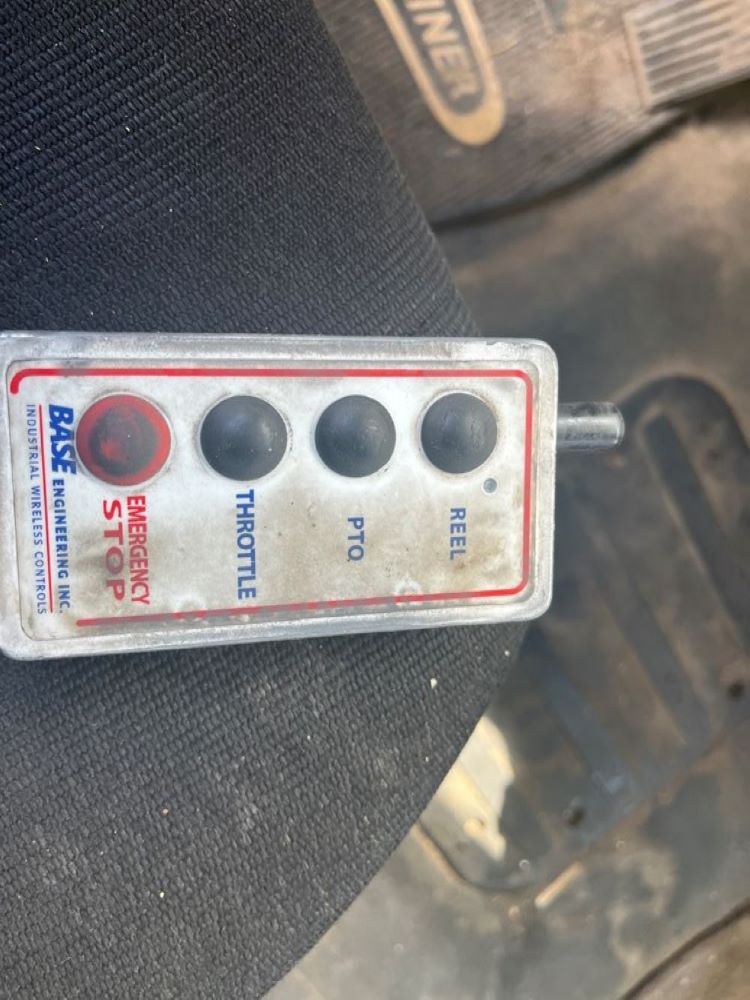 REEL
PTO
THROTTLE
EMERGENCY
STOP
BASE ENGINEERING INC.
INDUSTRIAL WIRELESS CONTROLS
INER